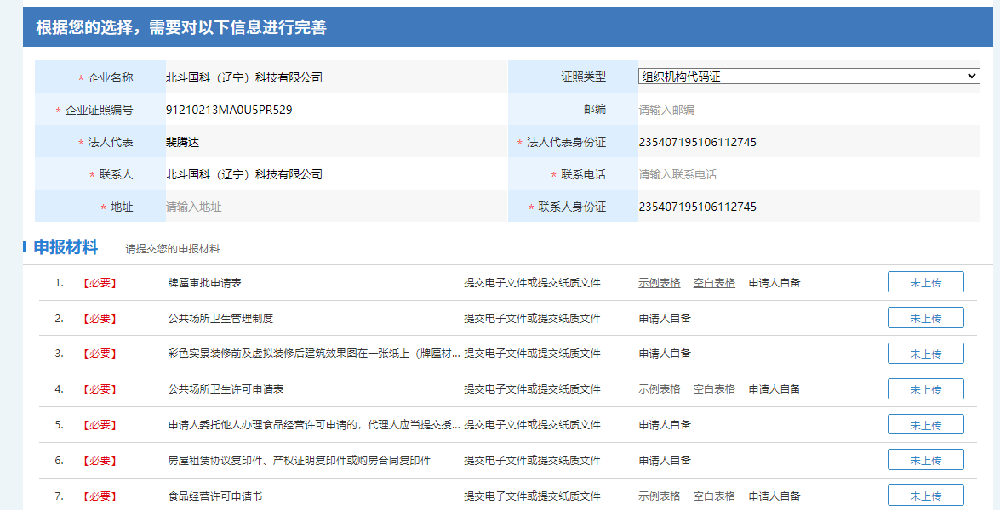 根据您的选择，需要对以下信息进行完善
* 企业名称 北斗国科（辽宁）科技有限公司 证照类型 组织机构代码证
* 企业证照编号 91210213MA0U5PR529 邮编 请输入邮编
* 法人代表 裴腾达 * 法人代表身份证 235407195106112745
* 联系人 北斗国科（辽宁）科技有限公司 * 联系电话 请输入联系电话
* 地址 请输入地址 * 联系人身份证 235407195106112745
申报材料 请提交您的申报材料
1. 【必要】 牌匾审批申请表 提交电子文件或提交纸质文件 示例表格 空白表格 申请人自备 未上传
2. 【必要】 公共场所卫生管理制度 提交电子文件或提交纸质文件 申请人自备 未上传
3. 【必要】 彩色实景装修前及虚拟装修后建筑效果图在一张纸上（牌匾材... 提交电子文件或提交纸质文件 申请人自备 未上传
4. 【必要】 公共场所卫生许可申请表 提交电子文件或提交纸质文件 示例表格 空白表格 申请人自备 未上传
5. 【必要】 申请人委托他人办理食品经营许可申请的，代理人应当提交授... 提交电子文件或提交纸质文件 申请人自备 未上传
6. 【必要】 房屋租赁协议复印件、产权证明复印件或购房合同复印件 提交电子文件或提交纸质文件 申请人自备 未上传
7. 【必要】 食品经营许可申请书 提交电子文件或提交纸质文件 示例表格 空白表格 申请人自备 未上传